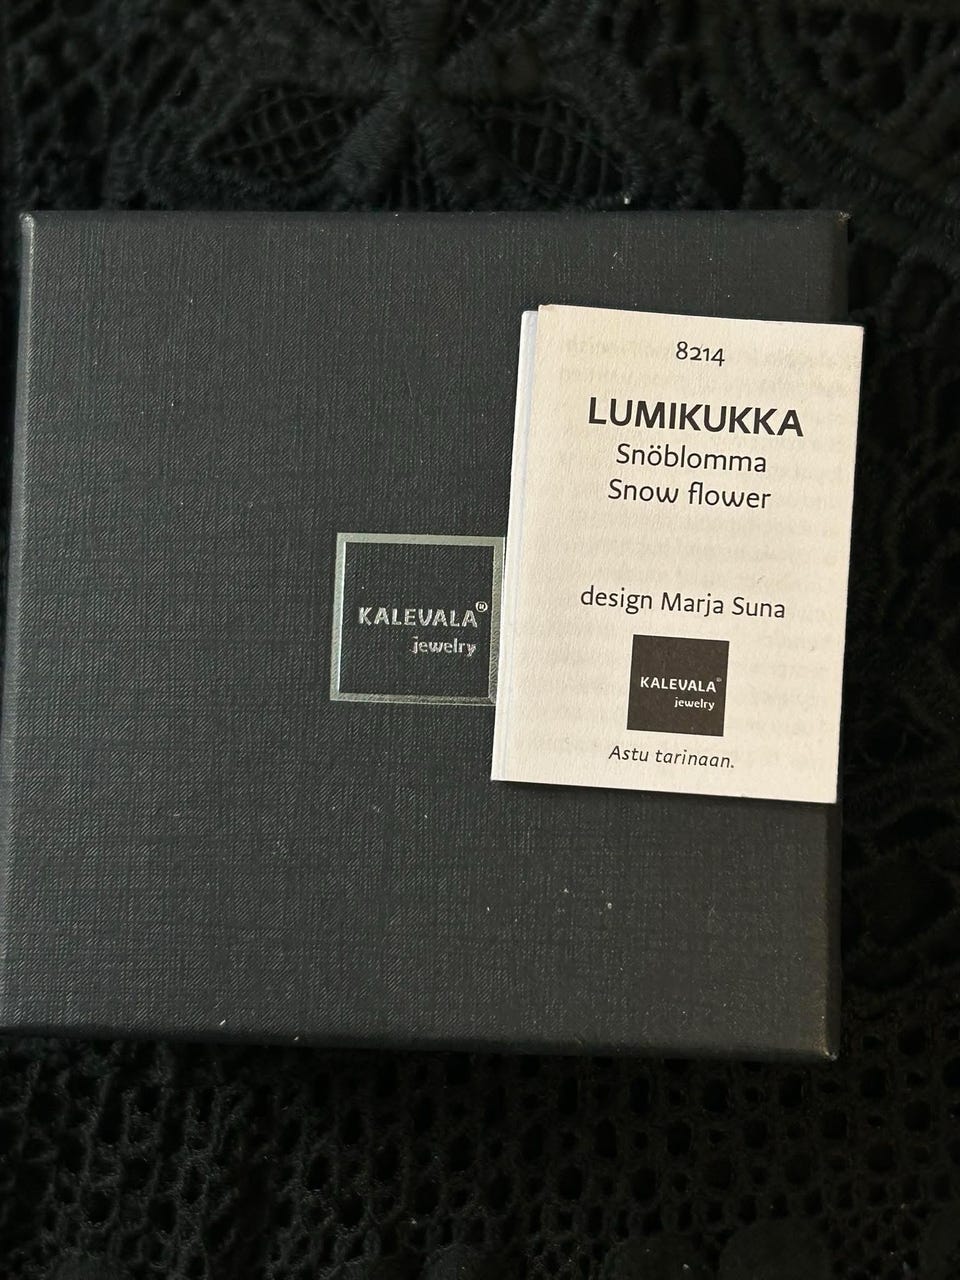 KALEVALA®
jewelry
8214
LUMIKUKKA
Snöblomma
Snow flower
design Marja Suna
KALEVALA®
jewelry
Astu tarinaan.